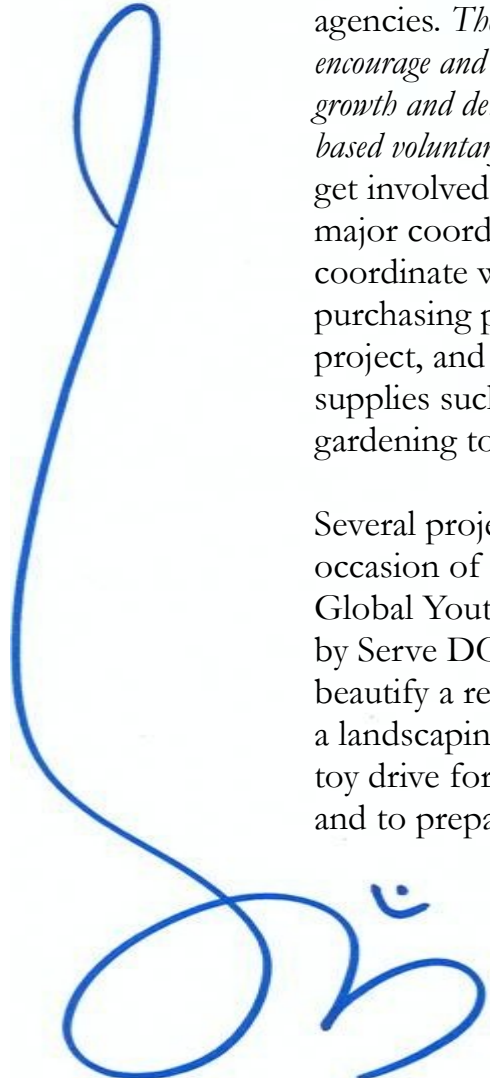 agencies. The
encourage and
growth and de
based voluntar
get involved
major coord
coordinate w
purchasing p
project, and
supplies such
gardening to
Several proje
occasion of
Global Yout
by Serve DC
beautify a re
a landscapin
toy drive for
and to prepa